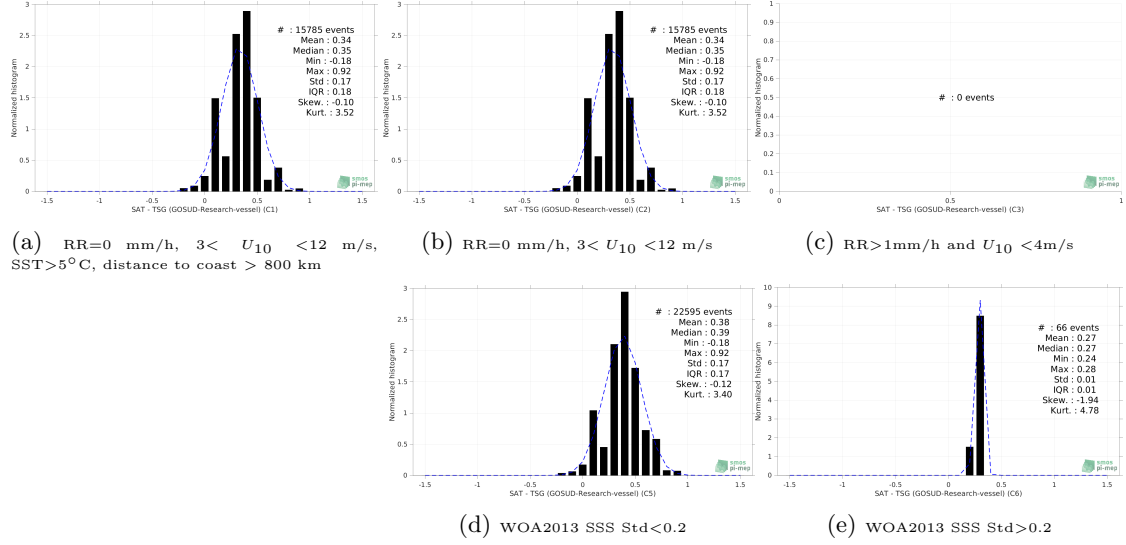 3
2.5
2
1.5
1
0.5
0
Normalized histogram
# : 15785 events
Mean : 0.34
Median : 0.35
Min : -0.18
Max : 0.92
Std : 0.17
IQR : 0.18
Skew. : -0.10
Kurt. : 3.52
smos
pi-mep
-1.5 -1 -0.5 0 0.5 1 1.5
SAT - TSG (GOSUD-Research-vessel) (C1)
3
2.5
2
1.5
1
0.5
0
Normalized histogram
# : 15785 events
Mean : 0.34
Median : 0.35
Min : -0.18
Max : 0.92
Std : 0.17
IQR : 0.18
Skew. : -0.10
Kurt. : 3.52
smos
pi-mep
-1.5 -1 -0.5 0 0.5 1 1.5
SAT - TSG (GOSUD-Research-vessel) (C2)
1
0.9
0.8
0.7
0.6
0.5
0.4
0.3
0.2
0.1
0
Normalized histogram
# : 0 events
smos
pi-mep
0 0.5 1
SAT - TSG (GOSUD-Research-vessel) (C3)
(a) RR=0 mm/h, 3< U10 <12 m/s,
SST>5°C, distance to coast > 800 km
(b) RR=0 mm/h, 3< U10 <12 m/s
(c) RR>1mm/h and U10 <4m/s
3
2.5
2
1.5
1
0.5
0
Normalized histogram
# : 22595 events
Mean : 0.38
Median : 0.39
Min : -0.18
Max : 0.92
Std : 0.17
IQR : 0.17
Skew. : -0.12
Kurt. : 3.40
smos
pi-mep
-1.5 -1 -0.5 0 0.5 1 1.5
SAT - TSG (GOSUD-Research-vessel) (C5)
10
9
8
7
6
5
4
3
2
1
0
Normalized histogram
# : 66 events
Mean : 0.27
Median : 0.27
Min : 0.24
Max : 0.28
Std : 0.01
IQR : 0.01
Skew. : -1.94
Kurt. : 4.78
smos
pi-mep
-1.5 -1 -0.5 0 0.5 1 1.5
SAT - TSG (GOSUD-Research-vessel) (C6)
(d) WOA2013 SSS Std<0.2
(e) WOA2013 SSS Std>0.2